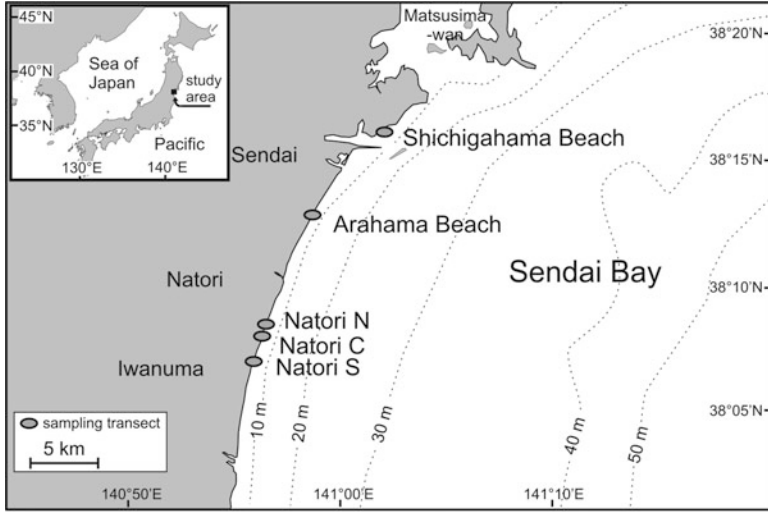 45°N
40°N
35°N
Sea of
Japan
study
area
Pacific
130°E
140°E
Matsusima
-wan
38°20'N
Shichigahama Beach
Sendai
38°15'N
Arahama Beach
Sendai Bay
Natori
38°10'N
Natori N
Natori C
Natori S
Iwanuma
sampling transect
5 km
10 m
20 m
30 m
40 m
50 m
38°05'N
140°50'E
141°00'E
141°10'E